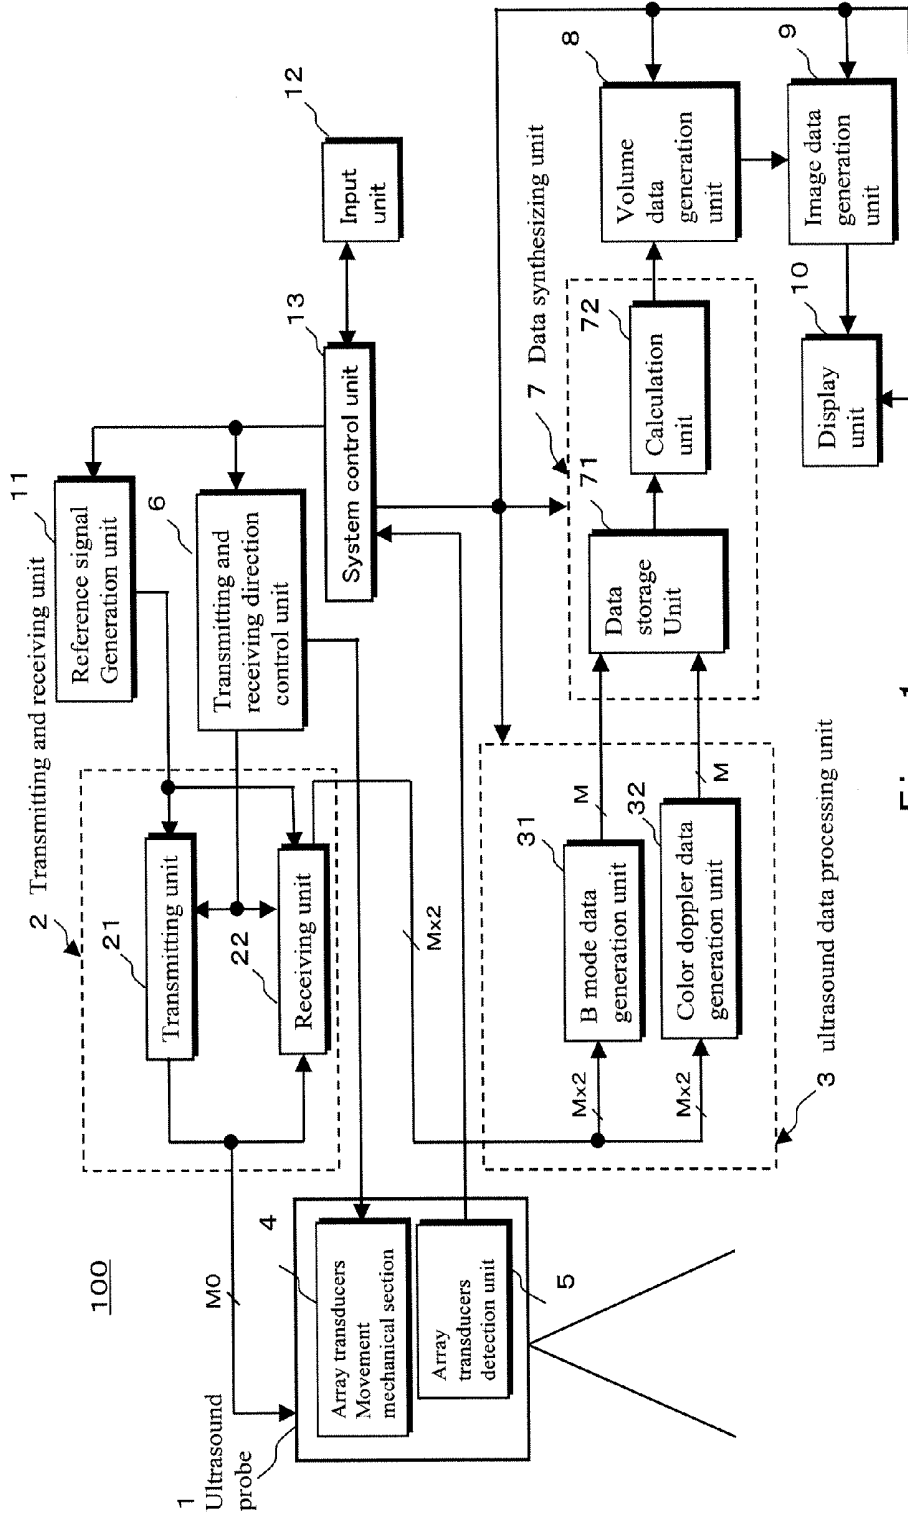 100
1
Ultrasound
probe
4
Array transducers
Movement
mechanical section
Array
transducers
detection unit
5
M0
2
Transmitting and receiving unit
21
Transmitting unit
22
Receiving unit
11
Reference signal
Generation unit
6
Transmitting and
receiving direction
control unit
13
System control unit
12
Input
unit
Mx2
Mx2
Mx2
31
B mode data
generation unit
32
Color doppler data
generation unit
M
M
3
ultrasound data processing unit
7
Data synthesizing unit
71
Data
storage
Unit
72
Calculation
unit
8
Volume
data
generation
unit
9
Image data
generation
unit
10
Display
unit